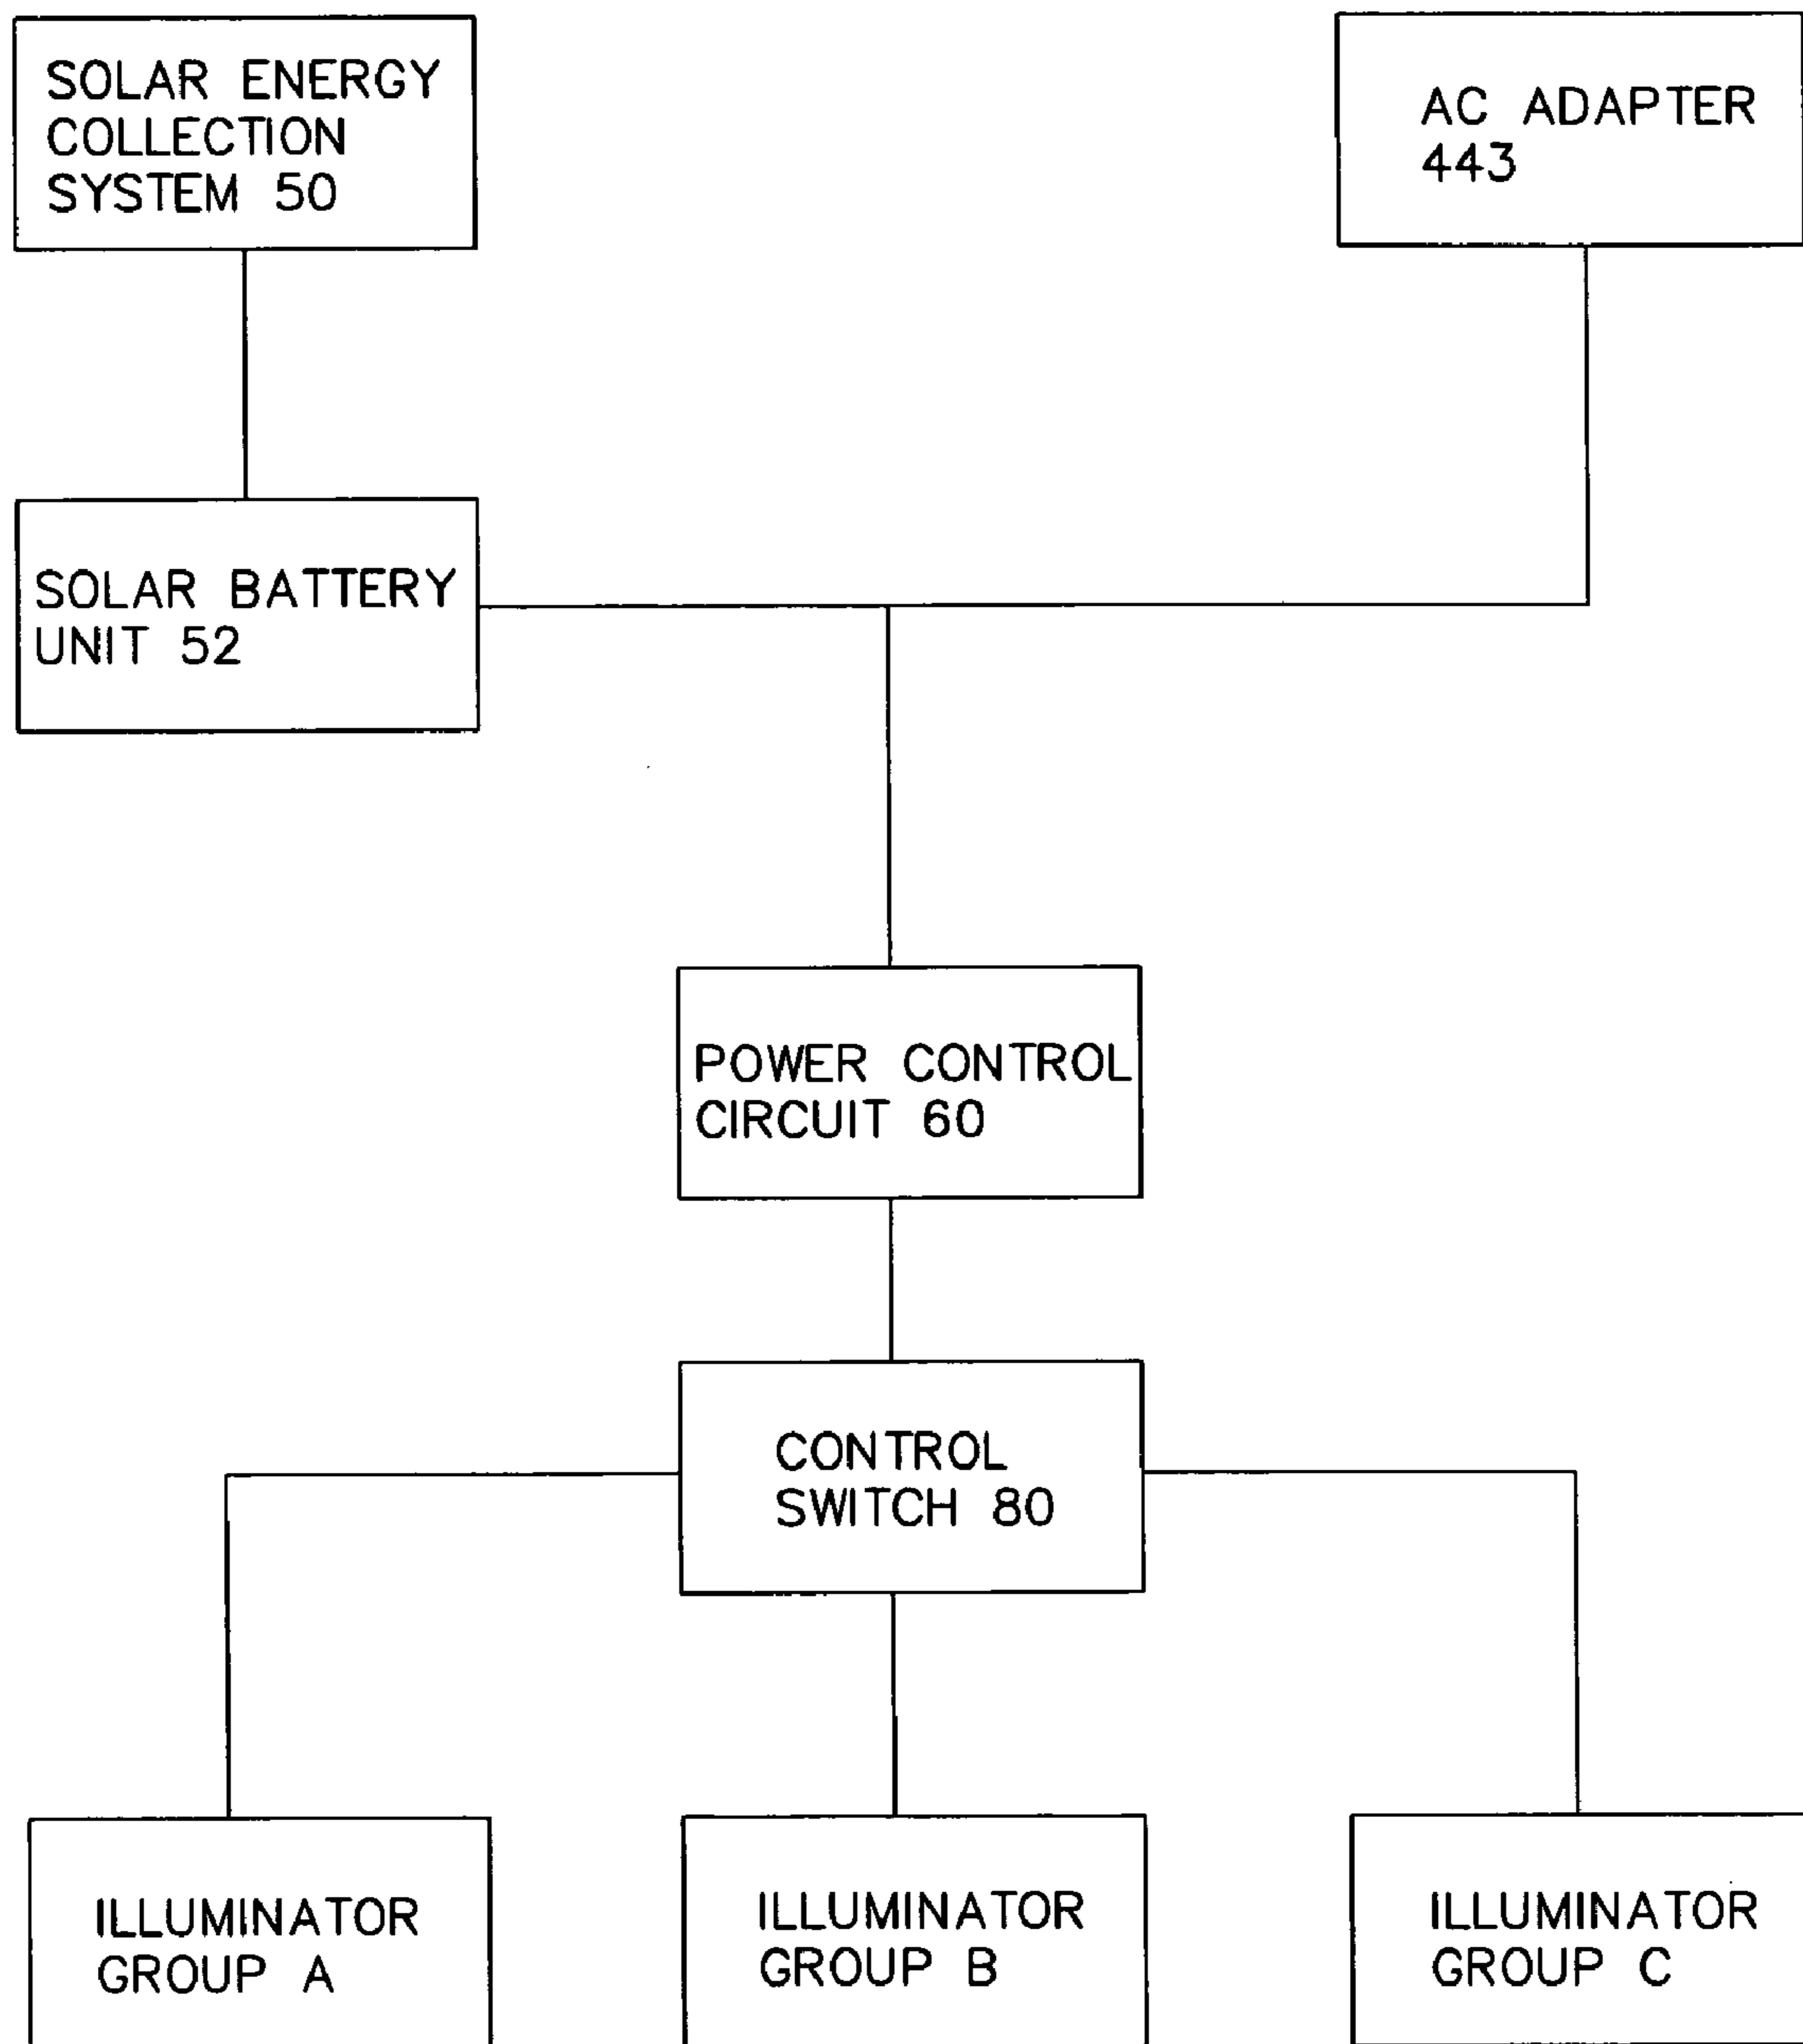 SOLAR ENERGY
COLLECTION
SYSTEM 50
AC ADAPTER
443
SOLAR BATTERY
UNIT 52
POWER CONTROL
CIRCUIT 60
CONTROL
SWITCH 80
ILLUMINATOR
GROUP A
ILLUMINATOR
GROUP B
ILLUMINATOR
GROUP C